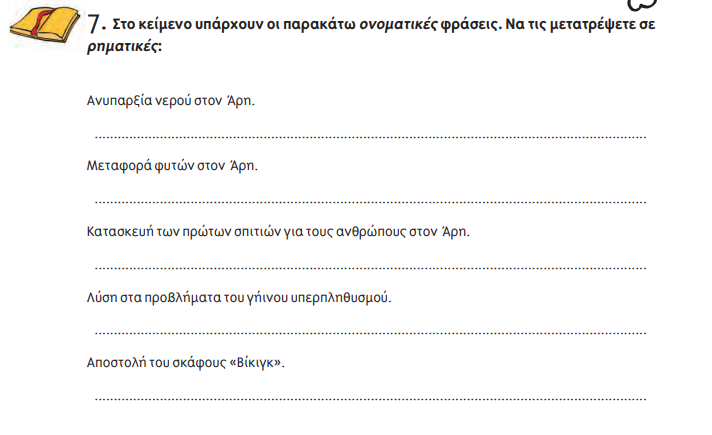 7. Στο κείμενο υπάρχουν οι παρακάτω ονοματικές φράσεις. Να τις μετατρέψετε σε
ρηματικές:
Ανυπαρξία νερού στον Άρη.
................................................................................
Μεταφορά φυτών στον Άρη.
................................................................................
Κατασκευή των πρώτων σπιτιών για τους ανθρώπους στον Άρη.
................................................................................
Λύση στα προβλήματα του γήινου υπερπληθυσμού.
................................................................................
Αποστολή του σκάφους «Βίκιγκ».
................................................................................